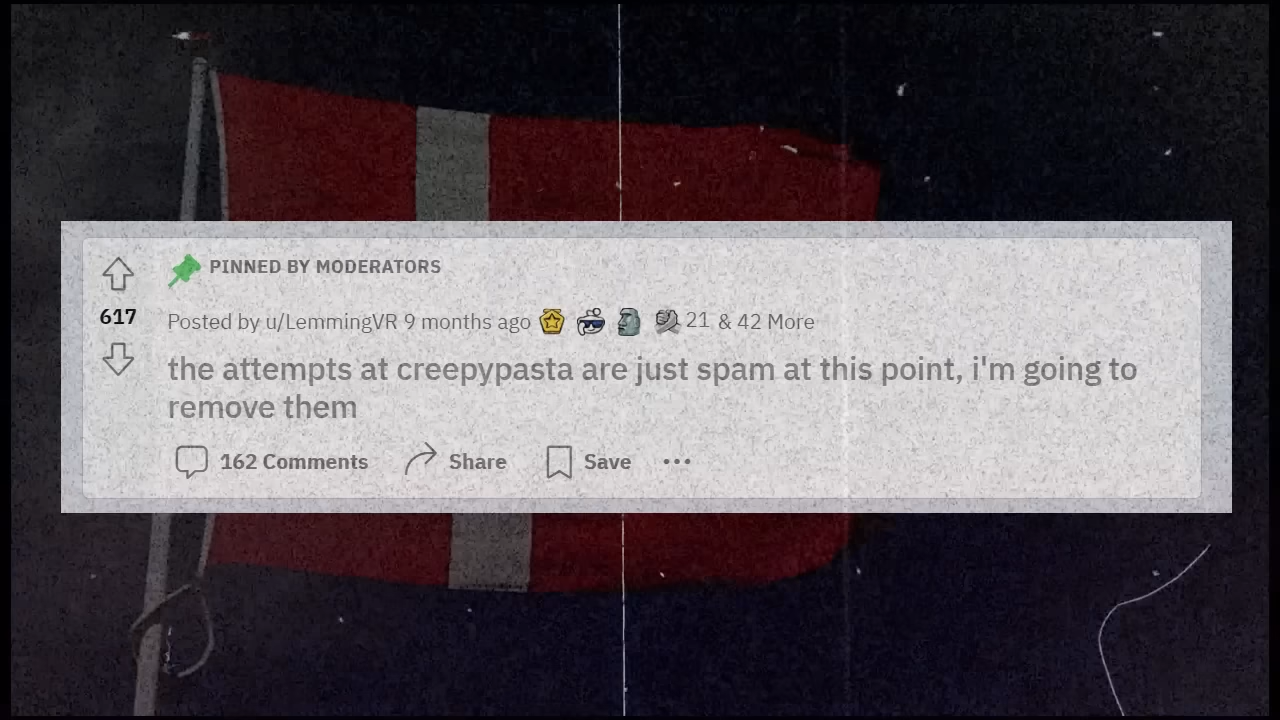 PINNED BY MODERATORS
617
Posted by u/LemmingVR 9 months ago 21 & 42 More
the attempts at creepypasta are just spam at this point, i'm going to
remove them
162 Comments Share Save